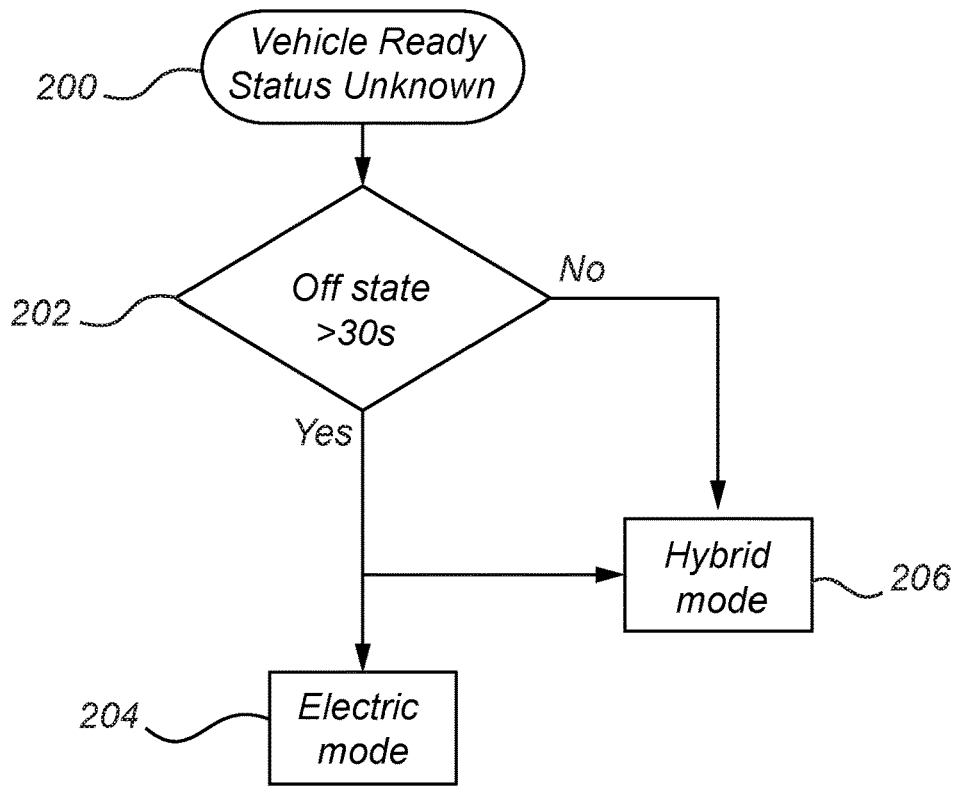 Vehicle Ready
Status Unknown
200
Off state
>30s
202
No
Yes
Hybrid
mode
206
Electric
mode
204